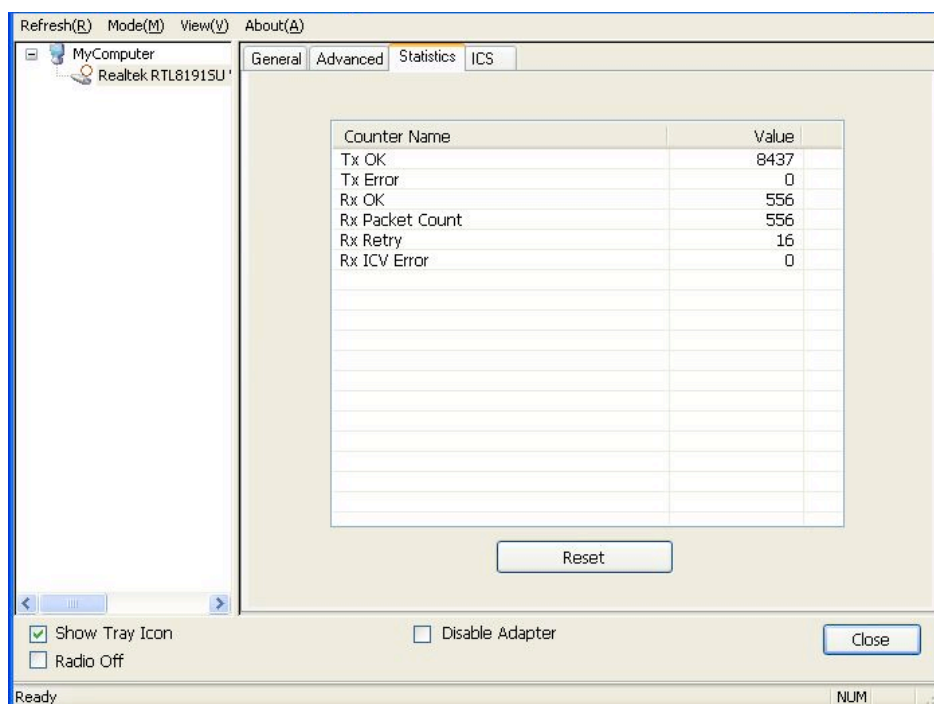 Refresh(R) Mode(M) View(V) About(A)
MyComputer
Realtek RTL8191SU
General Advanced Statistics ICS
Counter Name Value
Tx OK 8437
Tx Error 0
Rx OK 556
Rx Packet Count 556
Rx Retry 16
Rx ICV Error 0
Reset
Show Tray Icon
Disable Adapter
Close
Radio Off
Ready
NUM